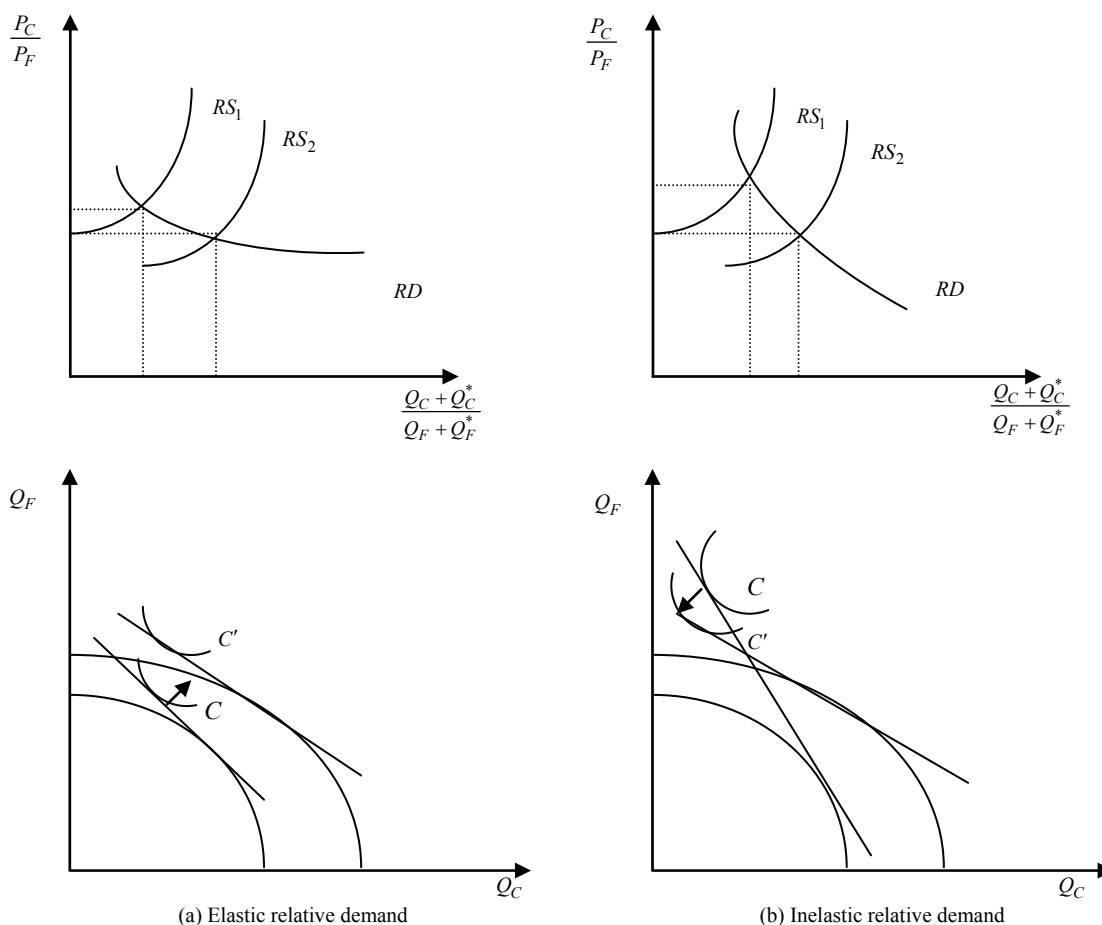 P_C
P_F
RS_1
RS_2
RD
Q_C + Q_C^*
Q_F + Q_F^*
P_C
P_F
RS_1
RS_2
RD
Q_C + Q_C^*
Q_F + Q_F^*
Q_F
C'
C
Q_C
(a) Elastic relative demand
Q_F
C
C'
Q_C
(b) Inelastic relative demand